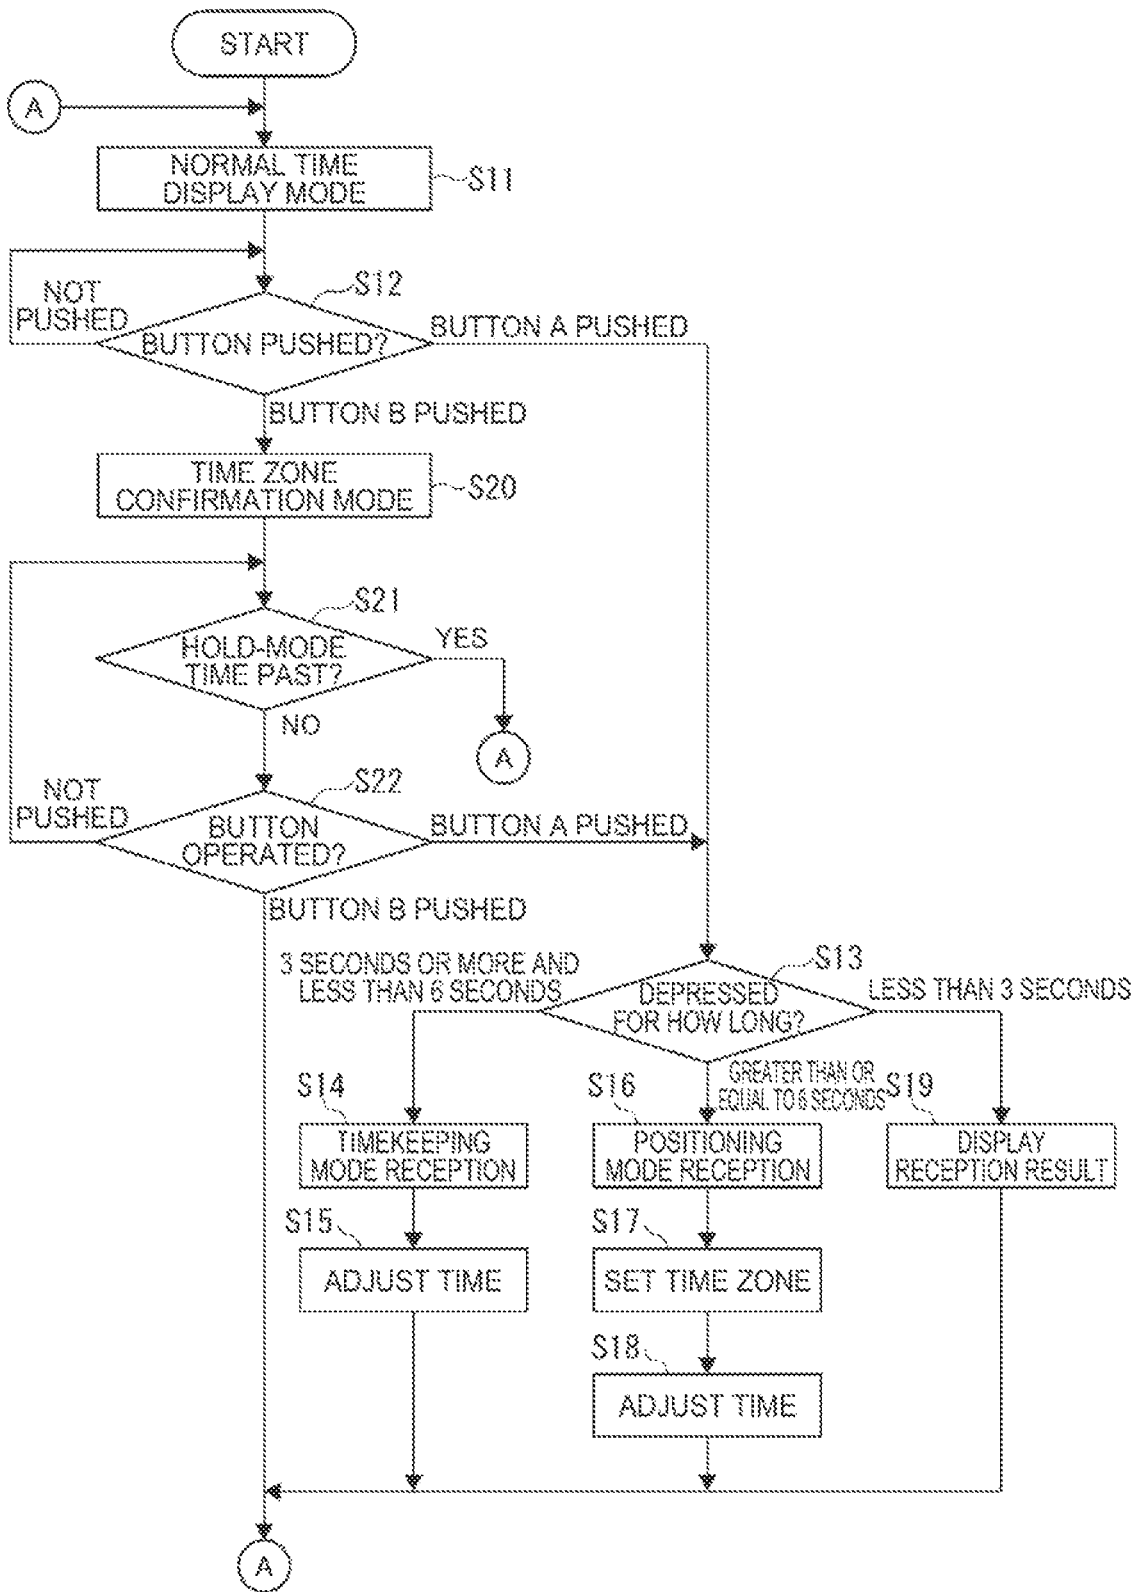 START
A
NORMAL TIME
DISPLAY MODE
S11
NOT
PUSHED
S12
BUTTON PUSHED?
BUTTON A PUSHED
BUTTON B PUSHED
TIME ZONE
CONFIRMATION MODE
S20
S21
HOLD-MODE
TIME PAST?
YES
NO
A
NOT
PUSHED
S22
BUTTON
OPERATED?
BUTTON A PUSHED
BUTTON B PUSHED
3 SECONDS OR MORE AND
LESS THAN 6 SECONDS
S13
DEPRESSED
FOR HOW LONG?
LESS THAN 3 SECONDS
GREATER THAN OR
EQUAL TO 6 SECONDS
S14
TIMEKEEPING
MODE RECEPTION
S16
POSITIONING
MODE RECEPTION
S19
DISPLAY
RECEPTION RESULT
S15
ADJUST TIME
S17
SET TIME ZONE
S18
ADJUST TIME
A